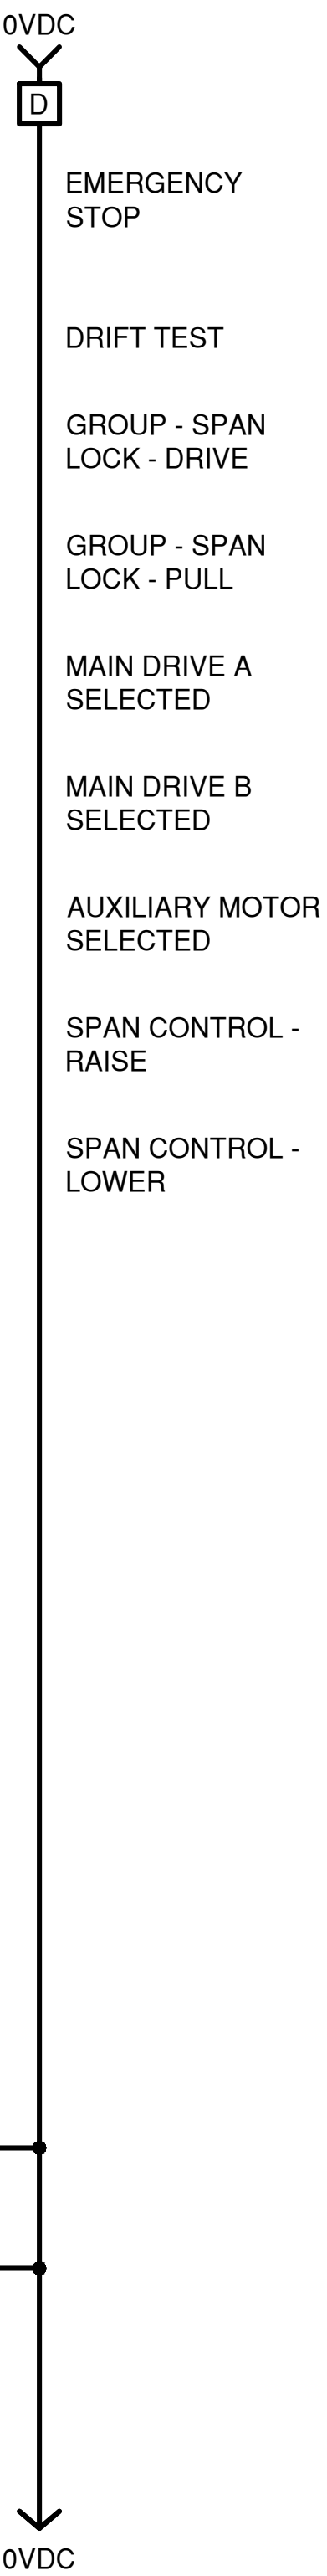 0VDC
D
EMERGENCY
STOP
DRIFT TEST
GROUP - SPAN
LOCK - DRIVE
GROUP - SPAN
LOCK - PULL
MAIN DRIVE A
SELECTED
MAIN DRIVE B
SELECTED
AUXILIARY MOTOR
SELECTED
SPAN CONTROL -
RAISE
SPAN CONTROL -
LOWER
0VDC